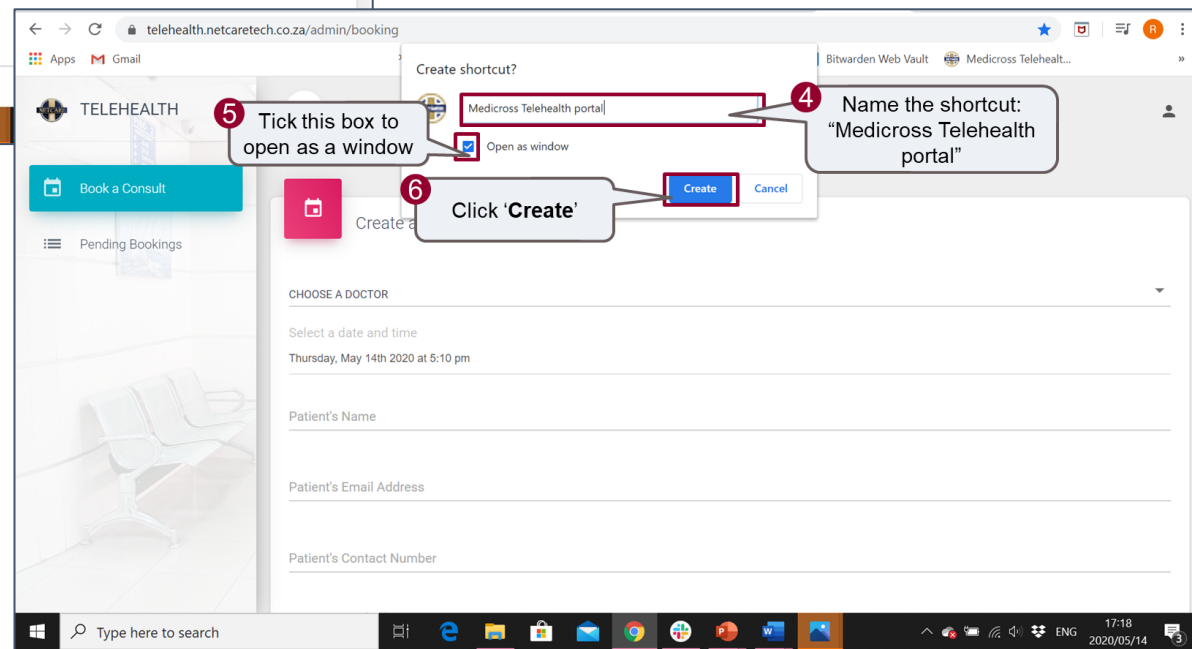 telehealth.netcaretech.co.za/admin/booking
R
Apps
Gmail
Bitwarden Web Vault
Medicross Telehealt...
»
Create shortcut?
NETCARE
TELEHEALTH
5
Tick this box to
open as a window
Medicross Telehealth portal
4
Name the shortcut:
“Medicross Telehealth
portal”
Open as window
Book a Consult
6
Click ‘Create’
Create
Cancel
Create a
Pending Bookings
CHOOSE A DOCTOR
Select a date and time
Thursday, May 14th 2020 at 5:10 pm
Patient's Name
Patient's Email Address
Patient's Contact Number
Type here to search
ENG
17:18
2020/05/14
3